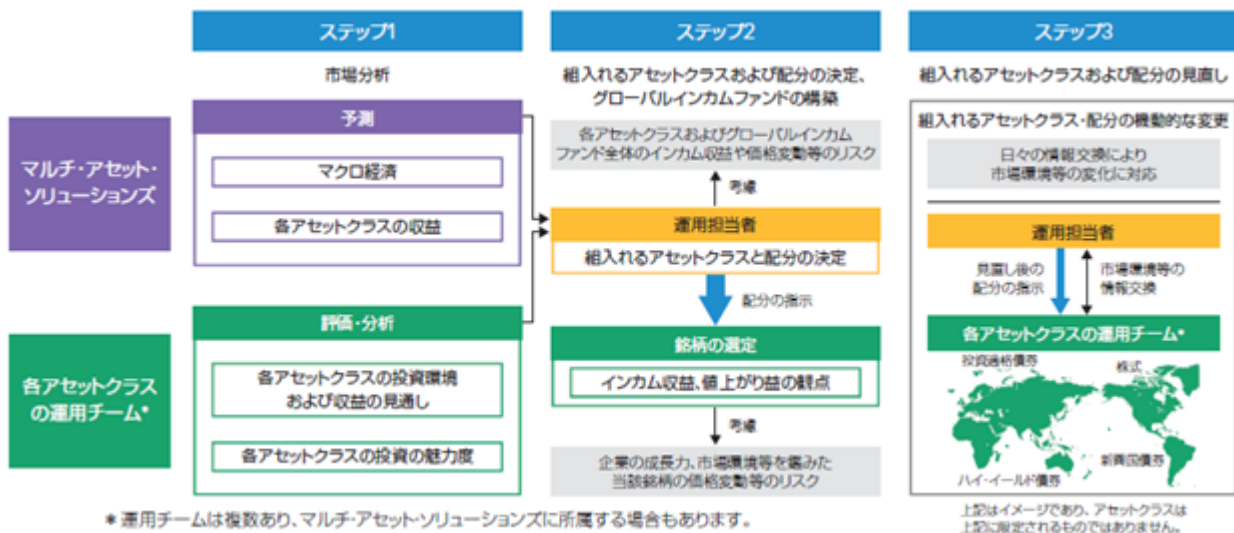 ステップ1
ステップ2
ステップ3
市場分析
組入れるアセットクラスおよび配分の決定、
グローバルインカムファンドの構築
組入れるアセットクラスおよび配分の見直し
マルチ・アセット・
ソリューションズ
予測
マクロ経済
各アセットクラスの収益
各アセットクラス
の運用チーム*
評価・分析
各アセットクラスの投資環境
および収益の見通し
各アセットクラスの投資の魅力度
各アセットクラスおよびグローバルインカム
ファンド全体のインカム収益や価格変動等のリスク
考慮
運用担当者
組入れるアセットクラスと配分の決定
配分の指示
銘柄の選定
インカム収益、値上がり益の観点
考慮
企業の成長力、市場環境等を鑑みた
当該銘柄の価格変動等のリスク
組入れるアセットクラス・配分の機動的な変更
日々の情報交換により
市場環境等の変化に対応
運用担当者
見直し後の
配分の指示
市場環境等の
情報交換
各アセットクラスの運用チーム*
投資適格債券
株式
新興国債券
ハイ・イールド債券
上記はイメージであり、アセットクラスは
上記に限定されるものではありません。
* 運用チームは複数あり、マルチ・アセット・ソリューションズに所属する場合もあります。